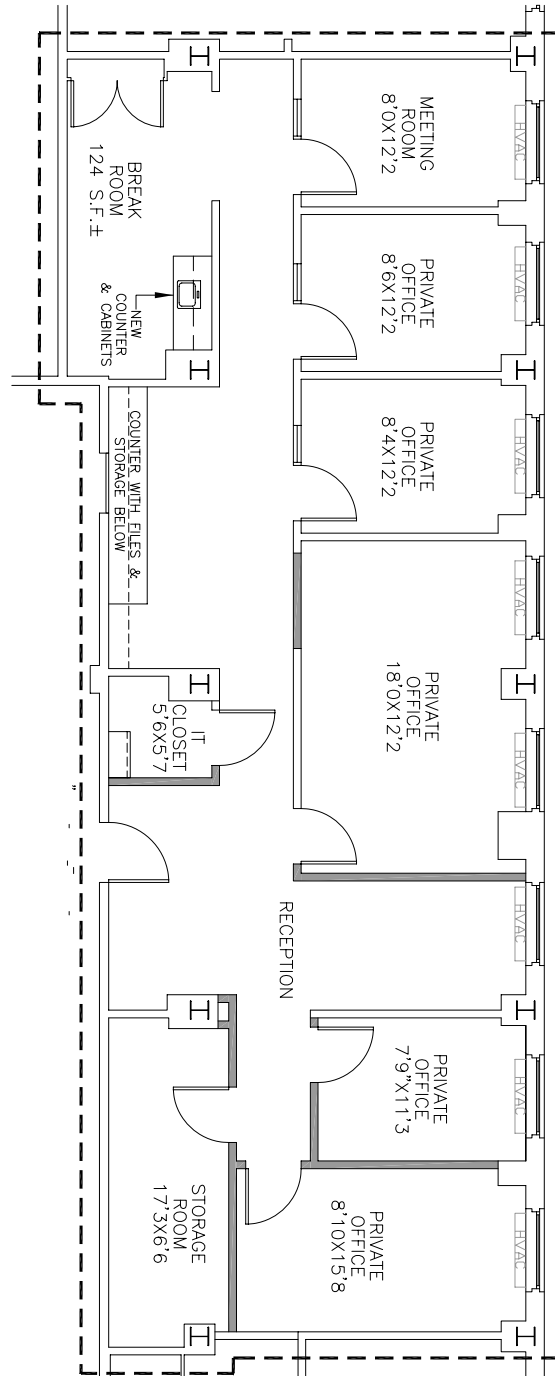 HVAC
HVAC
HVAC
HVAC
HVAC
HVAC
HVAC
HVAC
MEETING
ROOM
8'0X12'2
PRIVATE
OFFICE
8'6X12'2
PRIVATE
OFFICE
8'4X12'2
PRIVATE
OFFICE
18'0X12'2
PRIVATE
OFFICE
7'9"X11'3
PRIVATE
OFFICE
8'10X15'8
RECEPTION
BREAK
ROOM
124 S.F.±
NEW
COUNTER
& CABINETS
COUNTER WITH FILES &
STORAGE BELOW
IT
CLOSET
5'6X5'7
STORAGE
ROOM
17'3X6'6